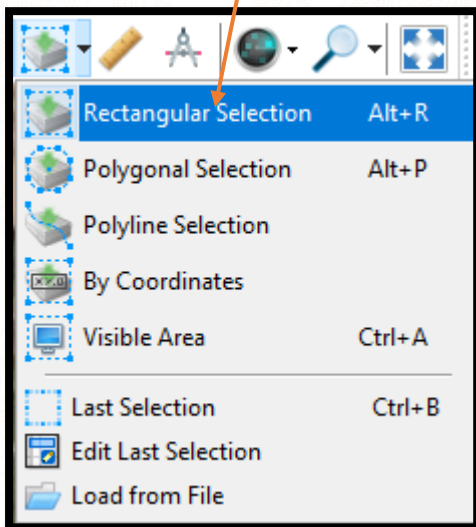 Rectangular Selection Alt+R
Polygonal Selection Alt+P
Polyline Selection
By Coordinates
Visible Area Ctrl+A
Last Selection Ctrl+B
Edit Last Selection
Load from File